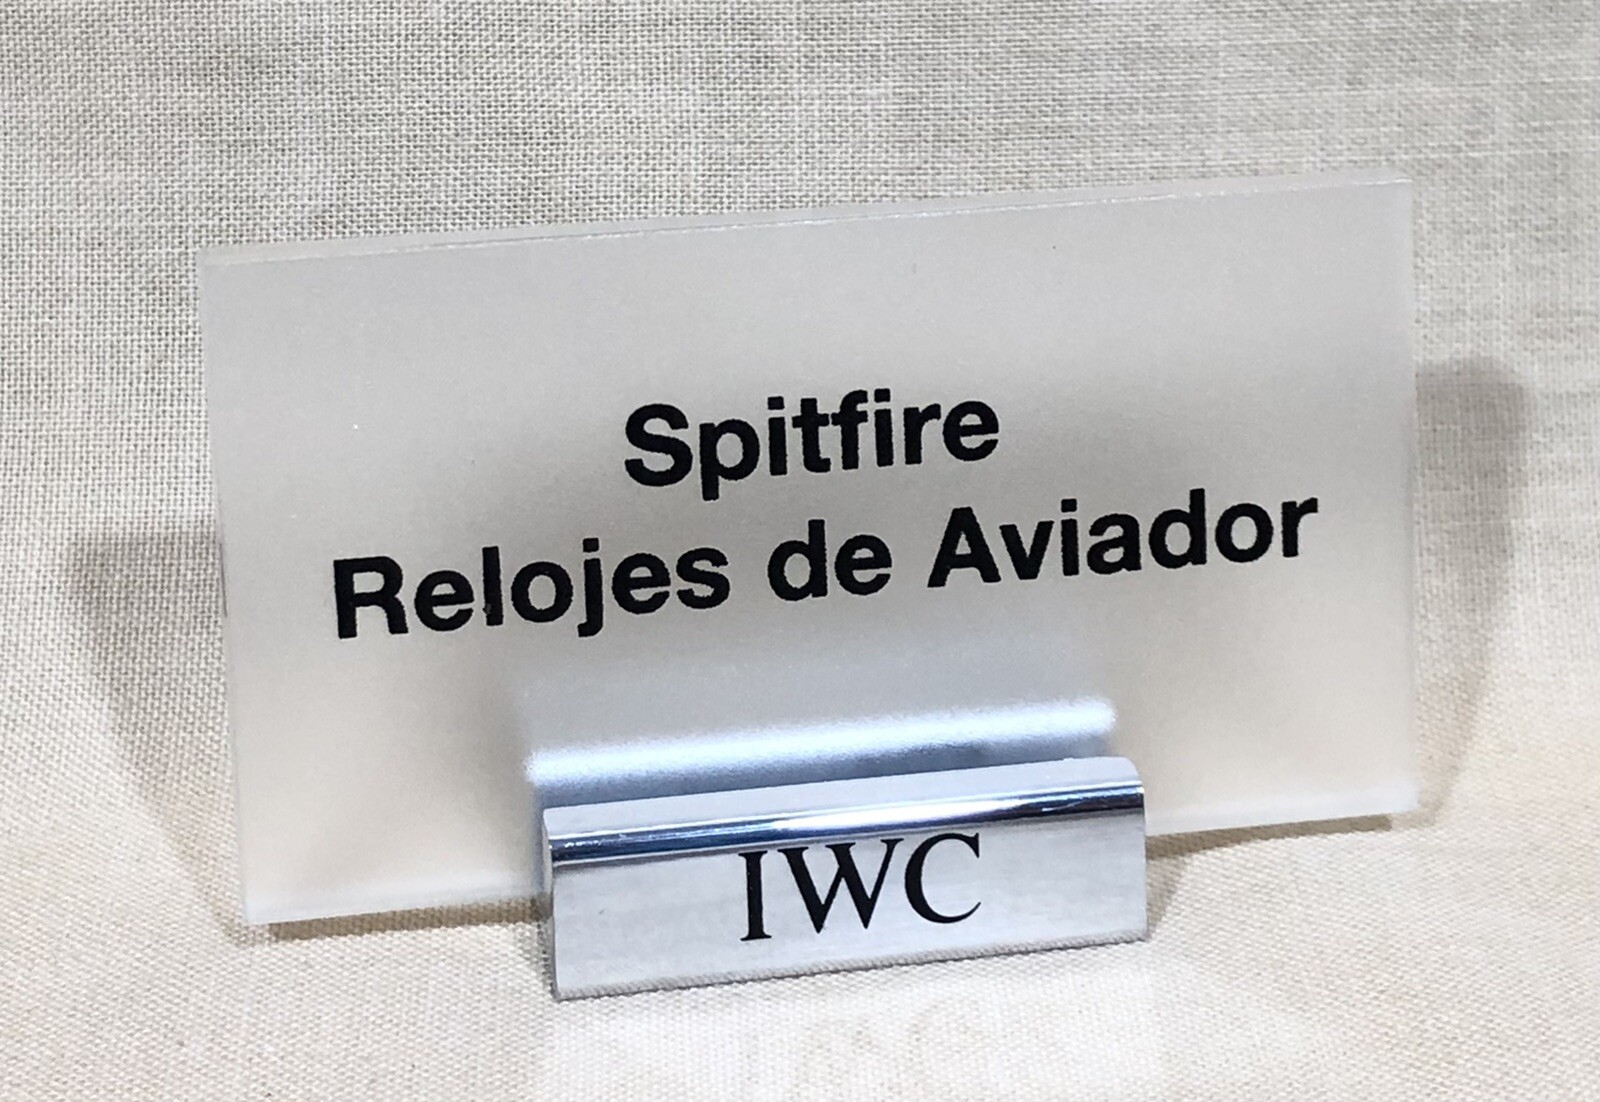 Spitfire
Relojes de Aviador
IWC